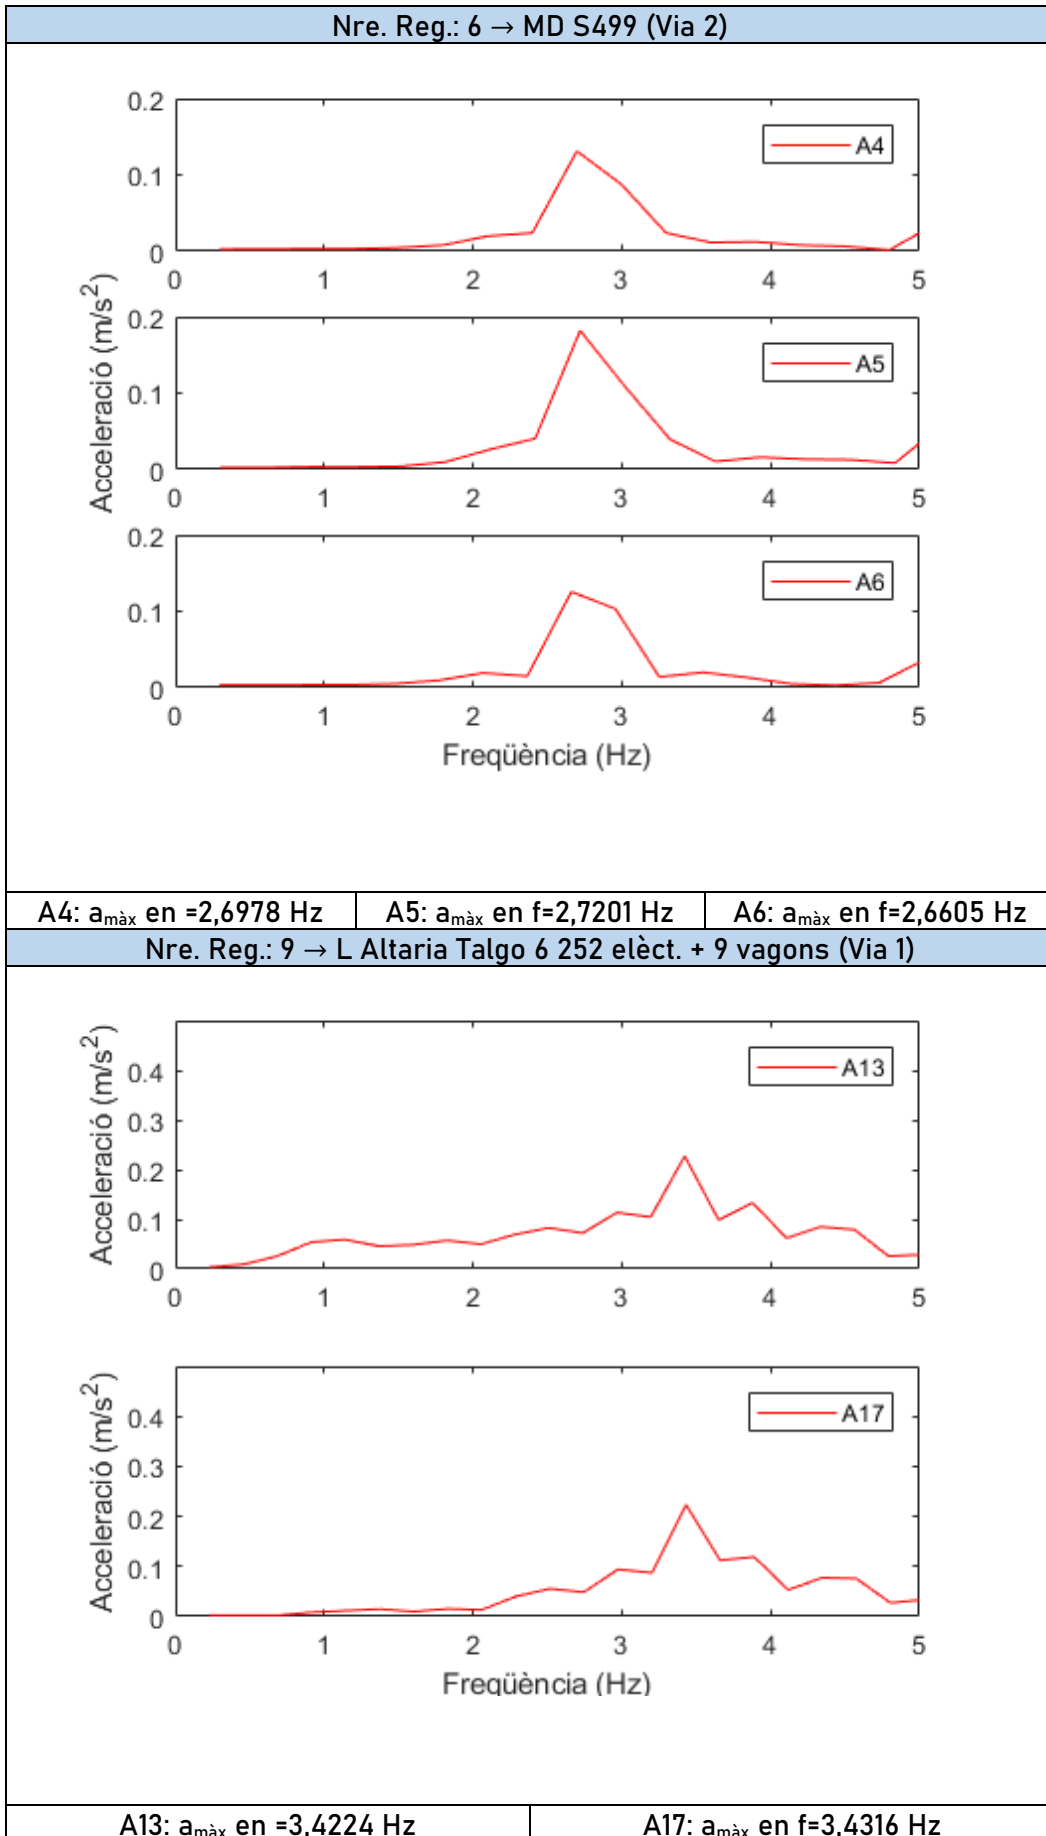 Nre. Reg.: 6 → MD S499 (Via 2)
0.2
0.1
0
A4
0 1 2 3 4 5
Acceleració (m/s²)
0.2
0.1
0
A5
0 1 2 3 4 5
0.2
0.1
0
A6
0 1 2 3 4 5
Freqüència (Hz)
A4: amàx en =2,6978 Hz A5: amàx en f=2,7201 Hz A6: amàx en f=2,6605 Hz
Nre. Reg.: 9 → L Altaria Talgo 6 252 elèct. + 9 vagons (Via 1)
Acceleració (m/s²)
0.4
0.3
0.2
0.1
0
A13
0 1 2 3 4 5
Acceleració (m/s²)
0.4
0.3
0.2
0.1
0
A17
0 1 2 3 4 5
Freqüència (Hz)
A13: amàx en =3,4224 Hz A17: amàx en f=3,4316 Hz